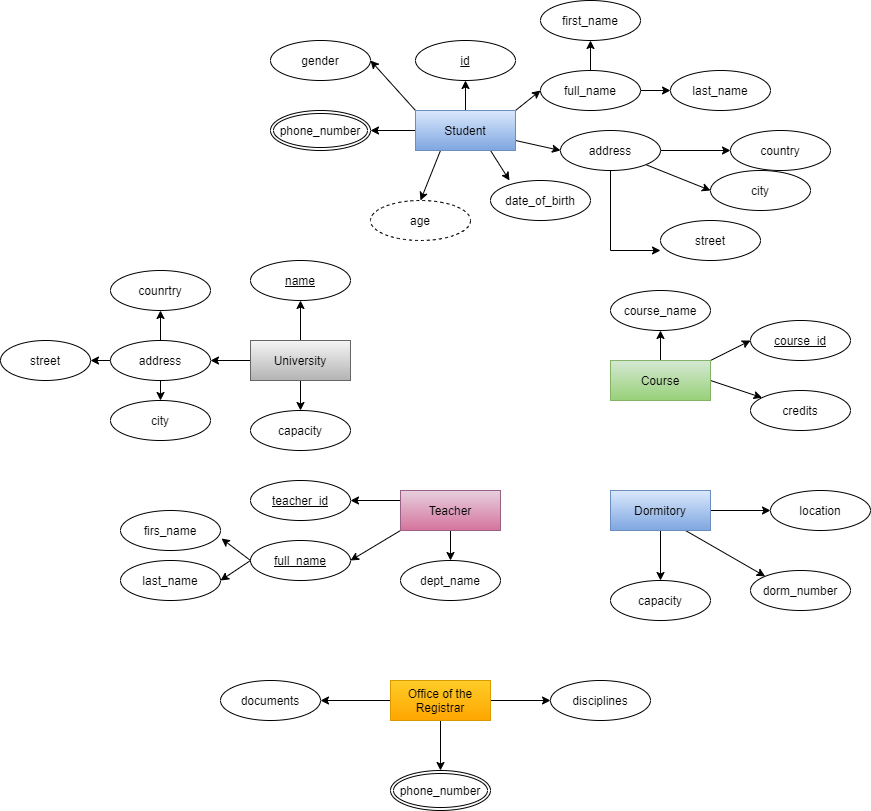 first_name
gender
id
full_name
last_name
phone_number
Student
address
country
city
age
date_of_birth
street
counrtry
name
street
address
University
city
capacity
course_name
course_id
Course
credits
teacher_id
Teacher
firs_name
full_name
last_name
dept_name
Dormitory
location
capacity
dorm_number
documents
Office of the
Registrar
disciplines
phone_number